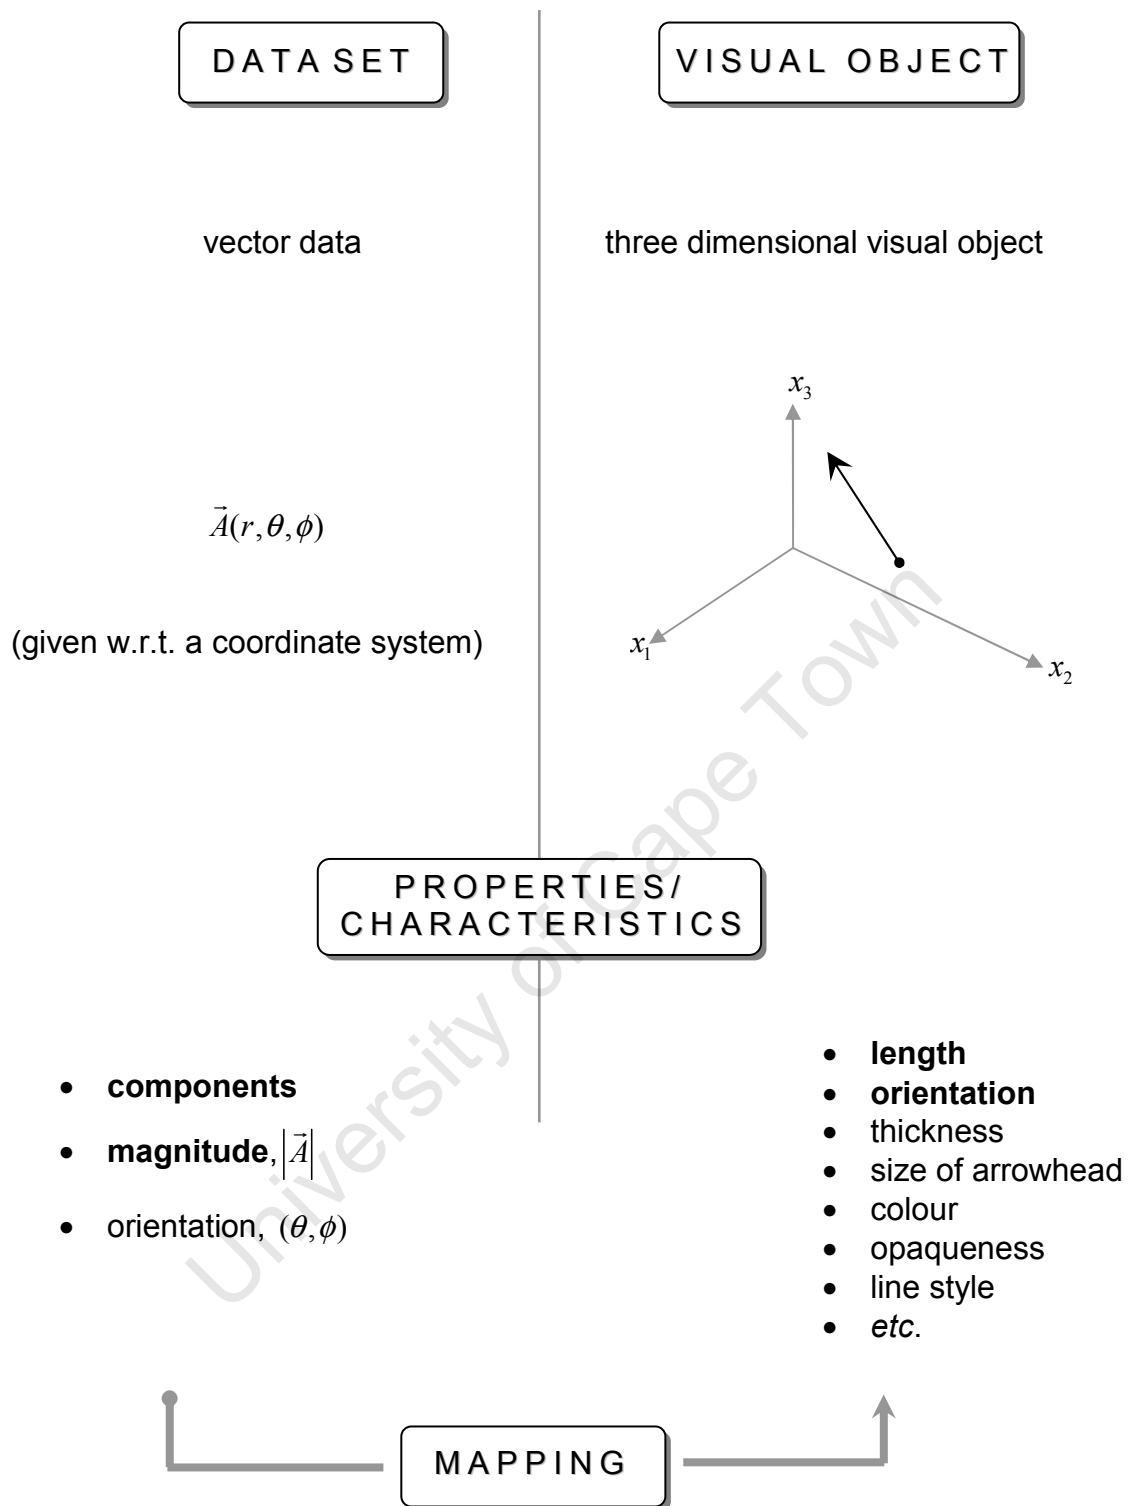 DATA SET
VISUAL OBJECT
vector data
three dimensional visual object
x₃
A⃗(r,θ,ϕ)
(given w.r.t. a coordinate system)
x₁
x₂
PROPERTIES/
CHARACTERISTICS
• components
• magnitude, |A⃗|
• orientation, (θ,ϕ)
• length
• orientation
• thickness
• size of arrowhead
• colour
• opaqueness
• line style
• etc.
MAPPING
University of Cape Town